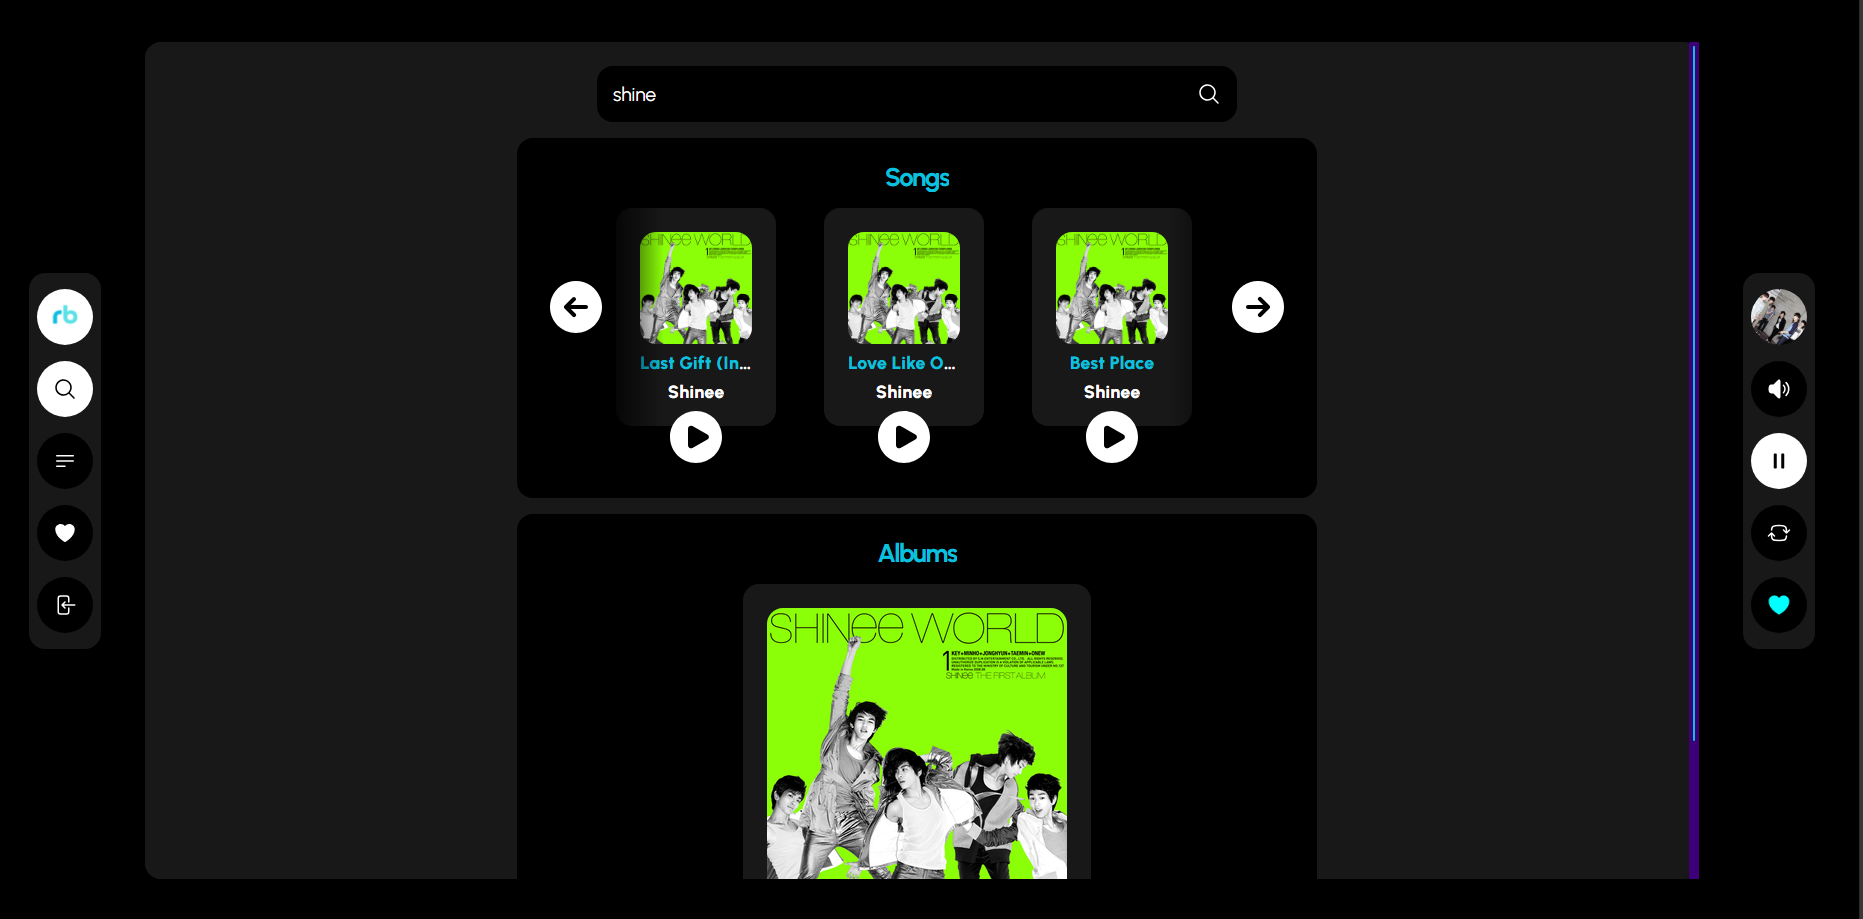 shine
Songs
SHINee WORLD
SHINee WORLD
SHINee WORLD
Last Gift (In...
Love Like O...
Best Place
Shinee
Shinee
Shinee
rb
Albums
SHINee WORLD
1
KEY+MINHO+JONGHYUN+TAEMIN+ONEW
SHINee THE FIRST ALBUM